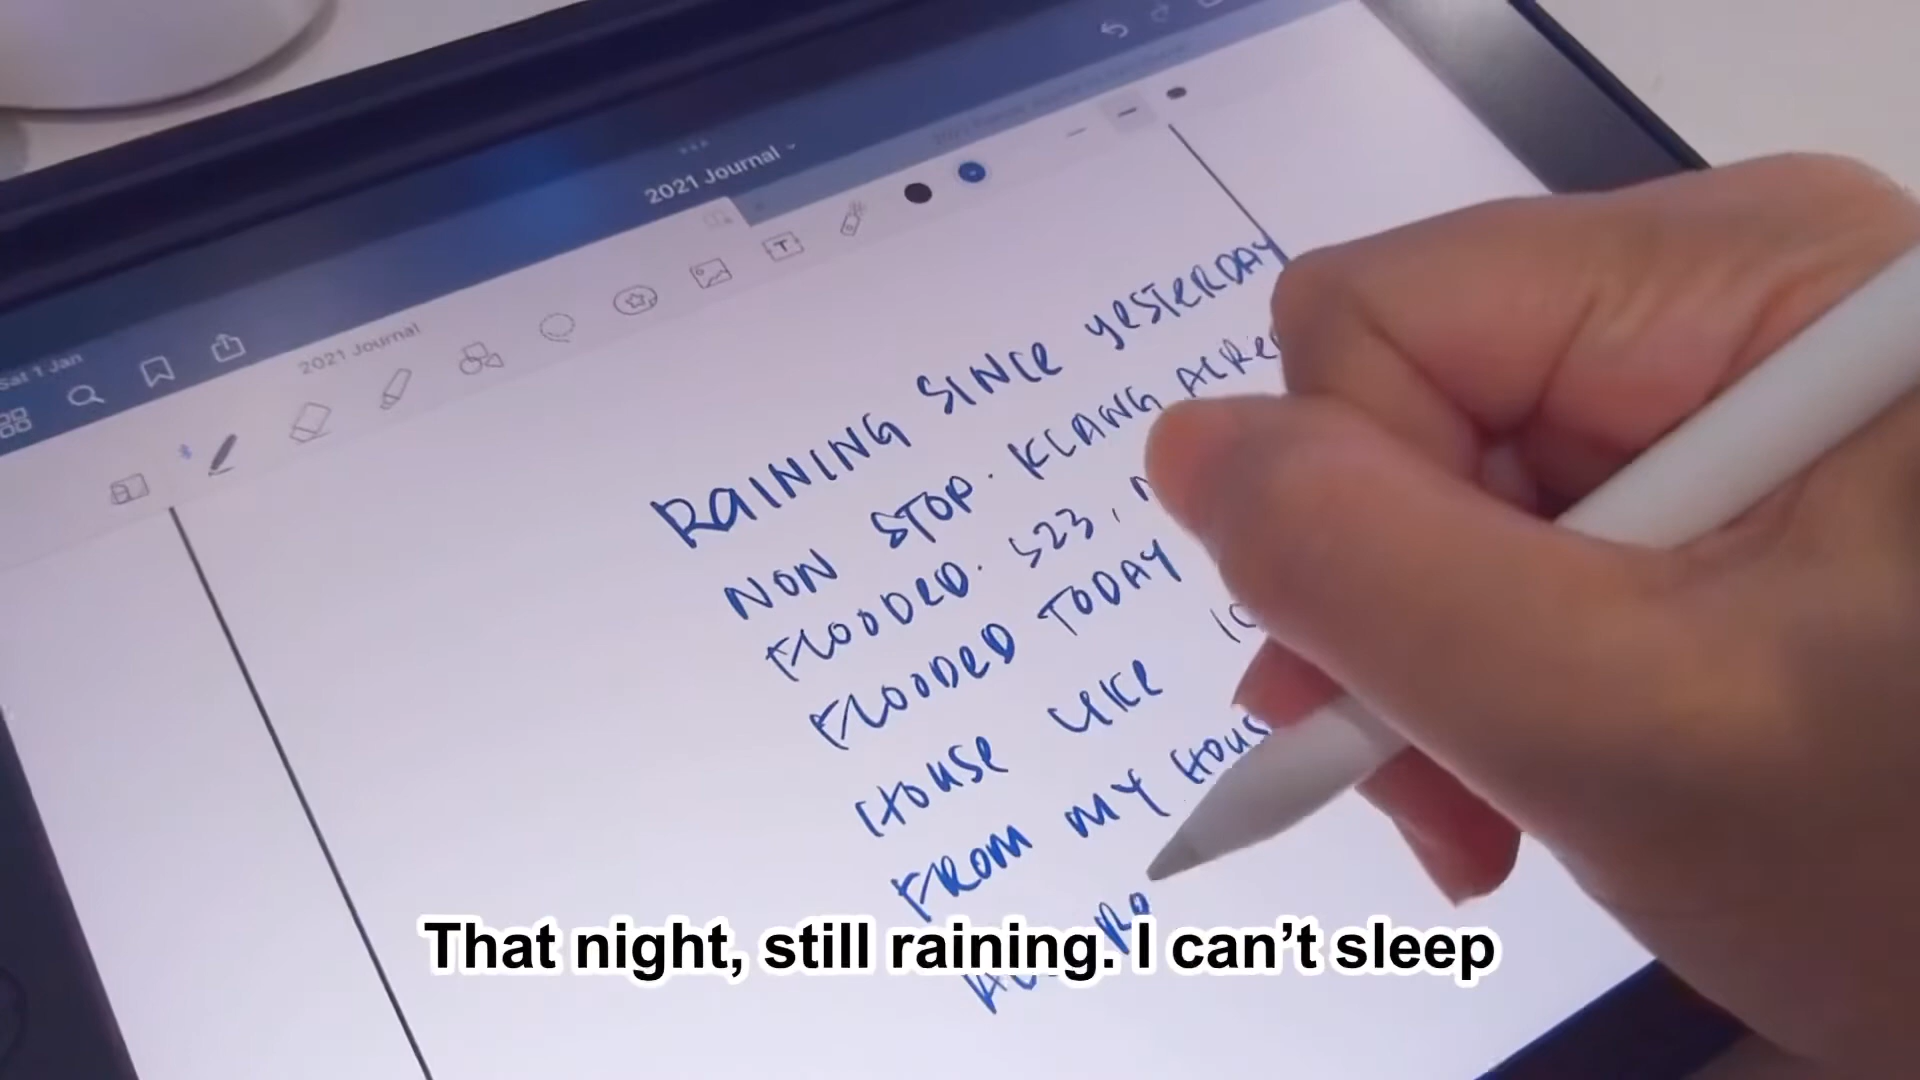 2021 Journal
Sat 1 Jan
2021 Journal
T
RAINING SINCE YESTERDAY
NON STOP. KLANG
FLOODED. S23,
FLOODED TODAY
HOUSE LIKE
FROM MY HOUS
That night, still raining. I can't sleep